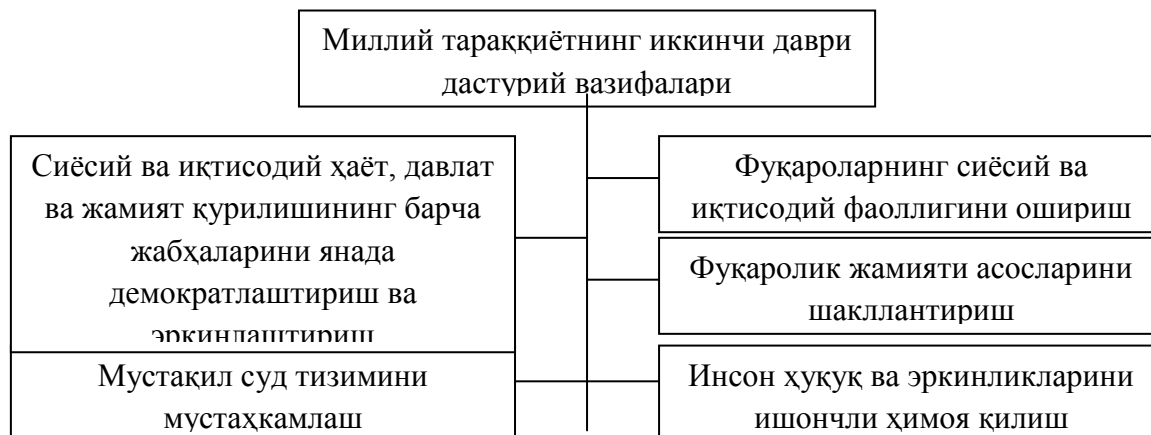 Миллий тараққиётнинг иккинчи даври
дастурий вазифалари
Сиёсий ва иқтисодий ҳаёт, давлат
ва жамият қурилишининг барча
жабҳаларини янада
демократлаштириш ва
эркинлаштириш
Фуқароларнинг сиёсий ва
иқтисодий фаоллигини ошириш
Фуқаролик жамияти асосларини
шакллантириш
Мустақил суд тизимини
мустаҳкамлаш
Инсон ҳуқуқ ва эркинликларини
ишончли ҳимоя қилиш